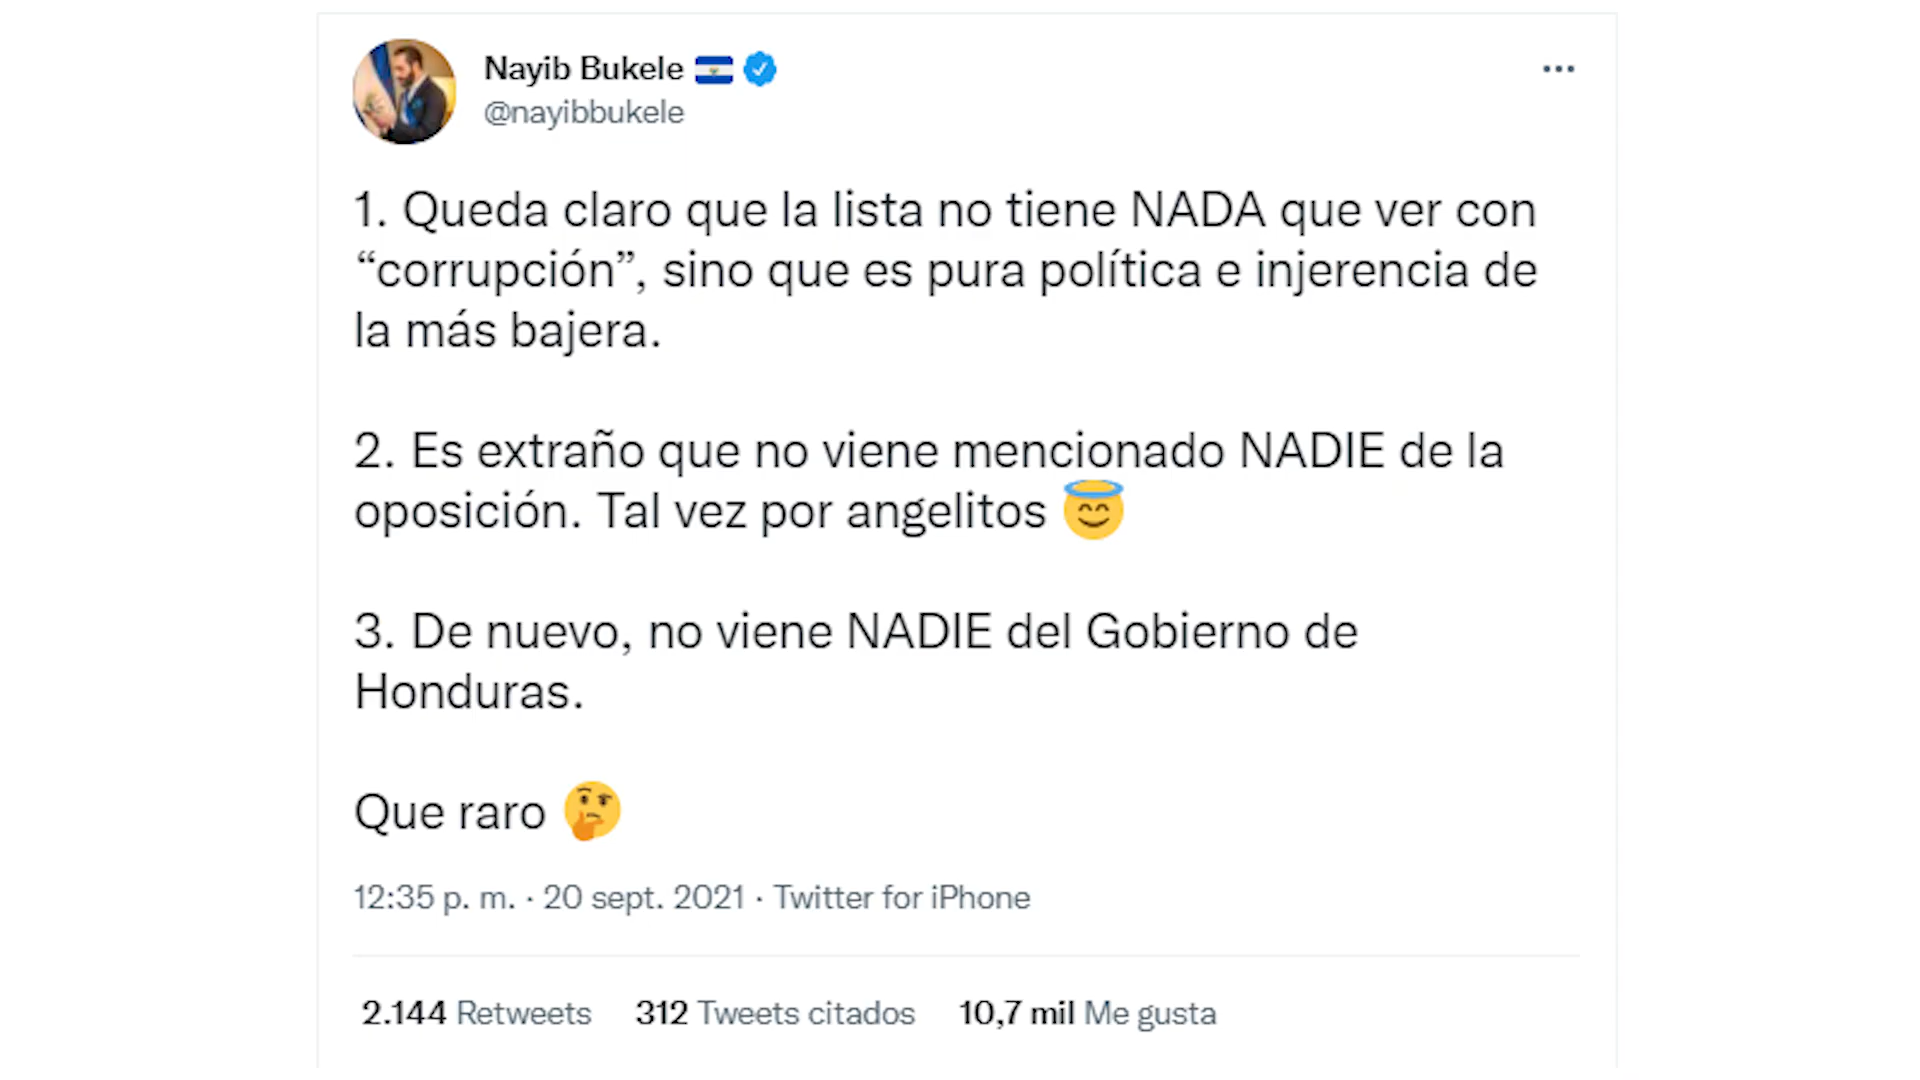 Nayib Bukele
@nayibbukele
1. Queda claro que la lista no tiene NADA que ver con
“corrupción”, sino que es pura política e injerencia de
la más bajera.
2. Es extraño que no viene mencionado NADIE de la
oposición. Tal vez por angelitos 😇
3. De nuevo, no viene NADIE del Gobierno de
Honduras.
Que raro 🤔
12:35 p. m. · 20 sept. 2021 · Twitter for iPhone
2.144 Retweets 312 Tweets citados 10,7 mil Me gusta